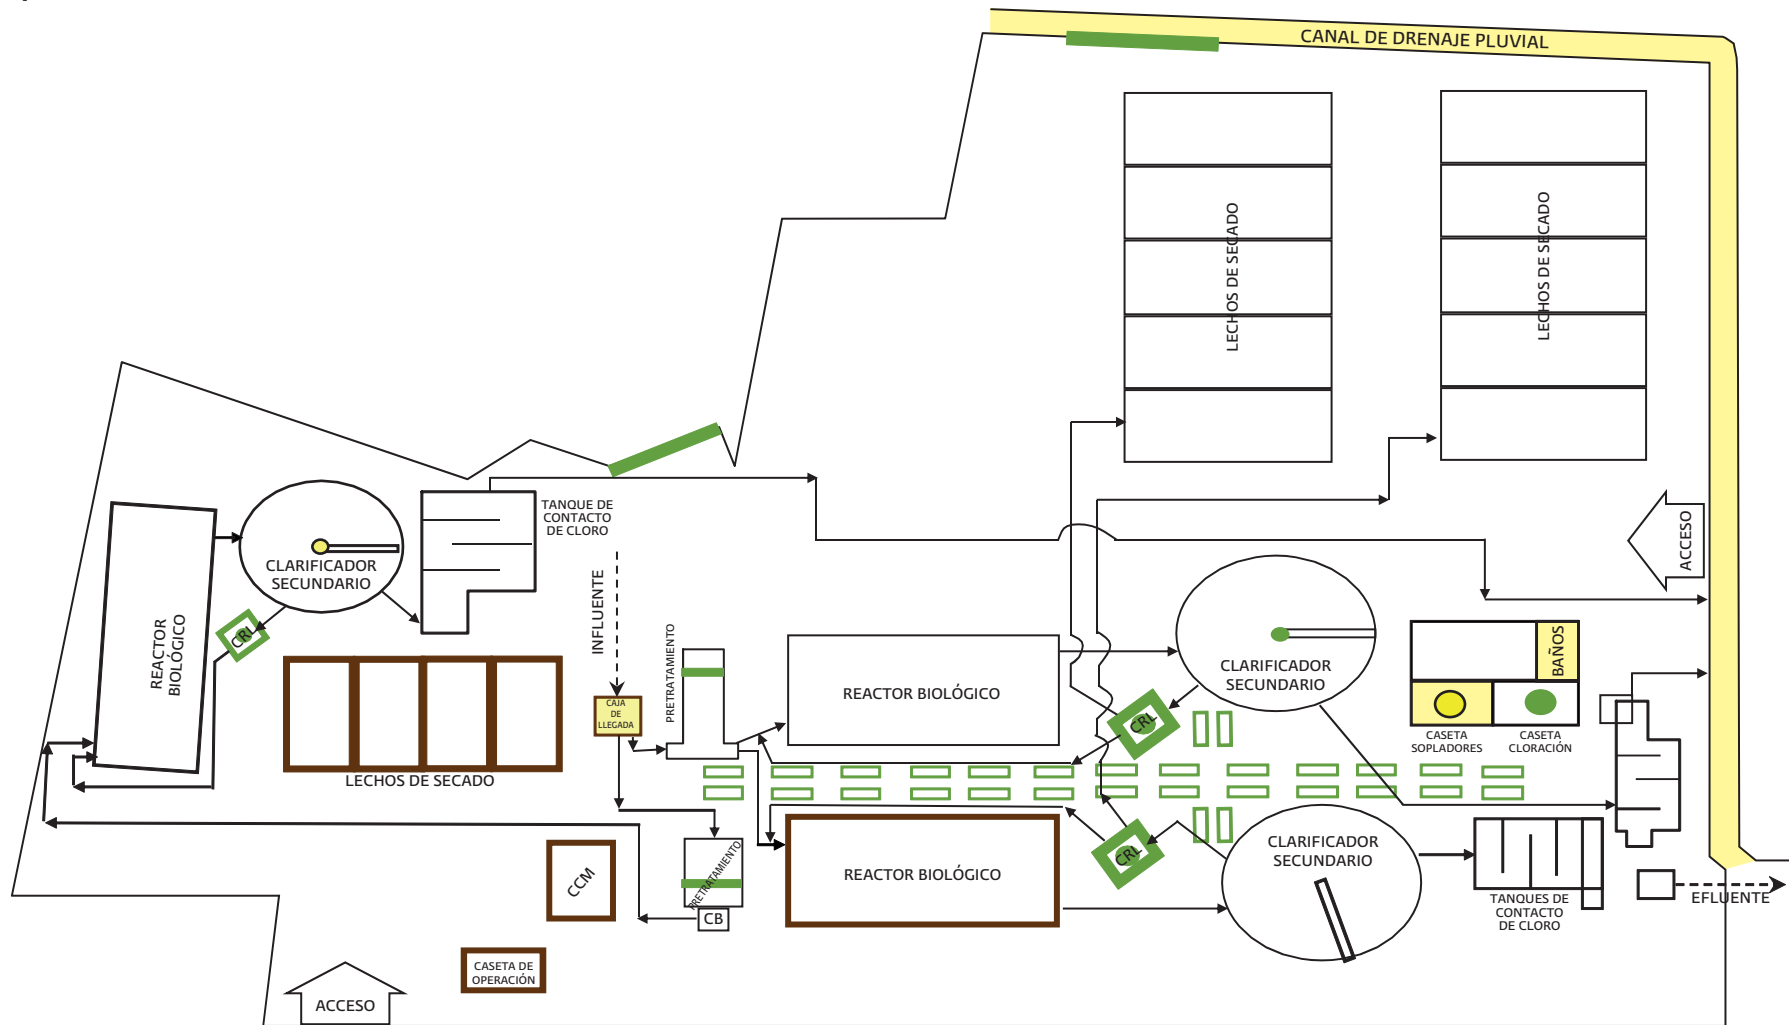 CANAL DE DRENAJE PLUVIAL
LECHOS DE SECADO
LECHOS DE SECADO
ACCESO
TANQUE DE
CONTACTO
DE CLORO
CLARIFICADOR
SECUNDARIO
REACTOR
BIOLÓGICO
CRL
INFLUENTE
PRETRATAMIENTO
CAJA
DE
LLEGADA
REACTOR BIOLÓGICO
CLARIFICADOR
SECUNDARIO
CRL
BAÑOS
CASETA
SOPLADORES
CASETA
CLORACIÓN
LECHOS DE SECADO
CCM
PRETRATAMIENTO
CB
REACTOR BIOLÓGICO
CRL
CLARIFICADOR
SECUNDARIO
TANQUES DE
CONTACTO
DE CLORO
EFLUENTE
CASETA DE
OPERACIÓN
ACCESO